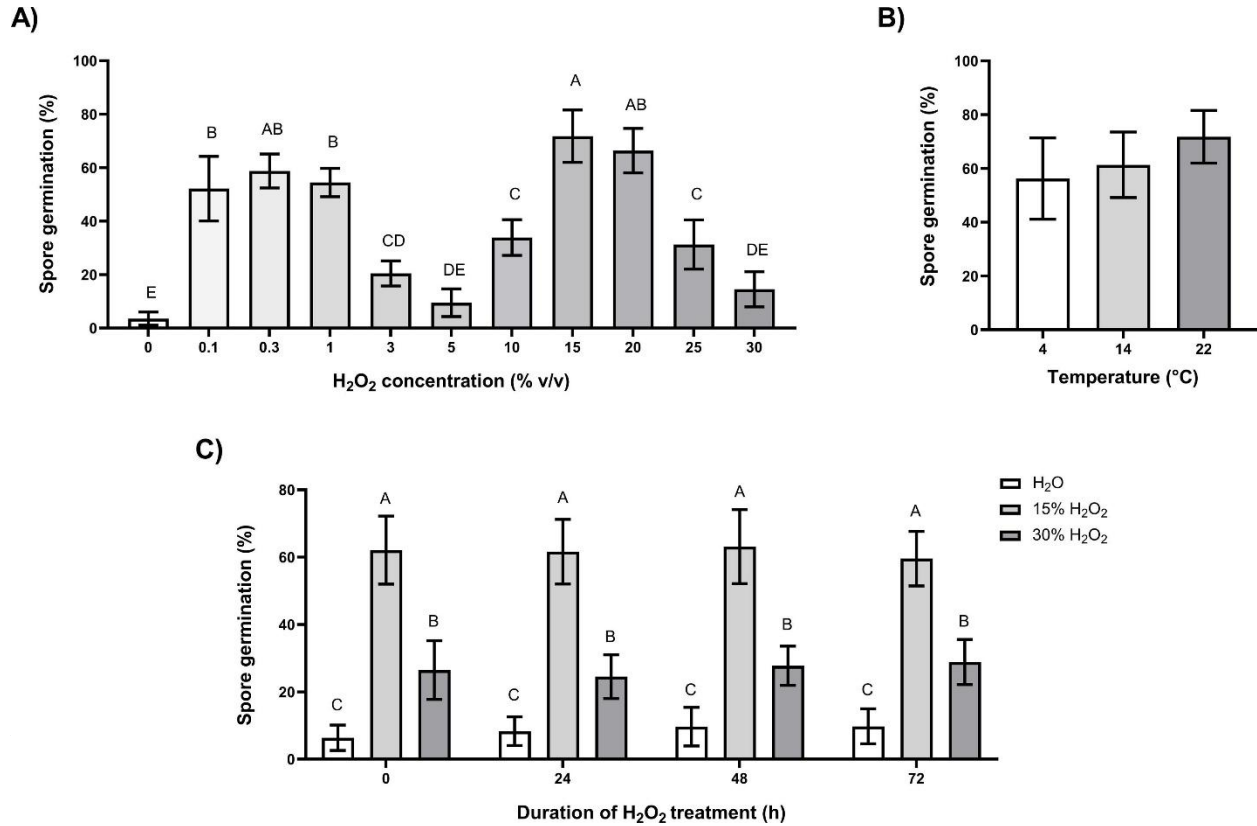 A)
Spore germination (%)
100
80
60
40
20
0
E
B
AB
B
CD
DE
C
A
AB
C
DE
0 0.1 0.3 1 3 5 10 15 20 25 30
H₂O₂ concentration (% v/v)
B)
Spore germination (%)
100
80
60
40
20
0
4 14 22
Temperature (°C)
C)
Spore germination (%)
80
60
40
20
0
C A B
C A B
C A B
C A B
0 24 48 72
Duration of H₂O₂ treatment (h)
H₂O
15% H₂O₂
30% H₂O₂